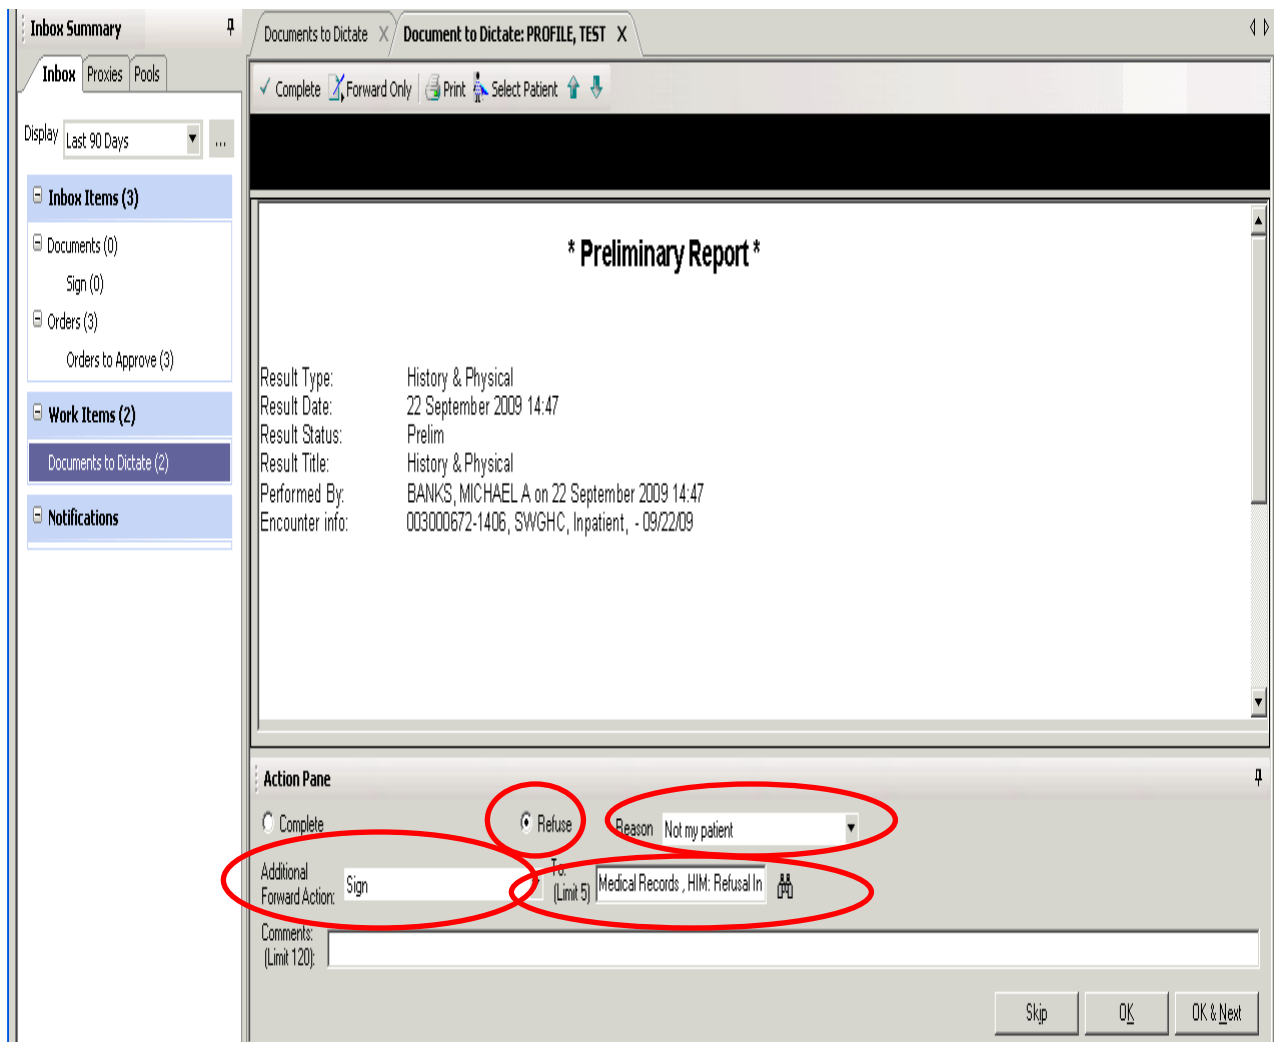 Inbox Summary
Inbox Proxies Pools
Display Last 90 Days ...
Inbox Items (3)
Documents (0)
Sign (0)
Orders (3)
Orders to Approve (3)
Work Items (2)
Documents to Dictate (2)
Notifications
Documents to Dictate X Document to Dictate: PROFILE, TEST X
Complete Forward Only Print Select Patient
* Preliminary Report *
Result Type: History & Physical
Result Date: 22 September 2009 14:47
Result Status: Prelim
Result Title: History & Physical
Performed By: BANKS, MICHAEL A on 22 September 2009 14:47
Encounter info: 003000672-1406, SWGHC, Inpatient, - 09/22/09
Action Pane
Complete Refuse Reason Not my patient
Additional
Forward Action: Sign
To:
(Limit 5) Medical Records , HIM: Refusal In
Comments:
(Limit 120):
Skip OK OK & Next